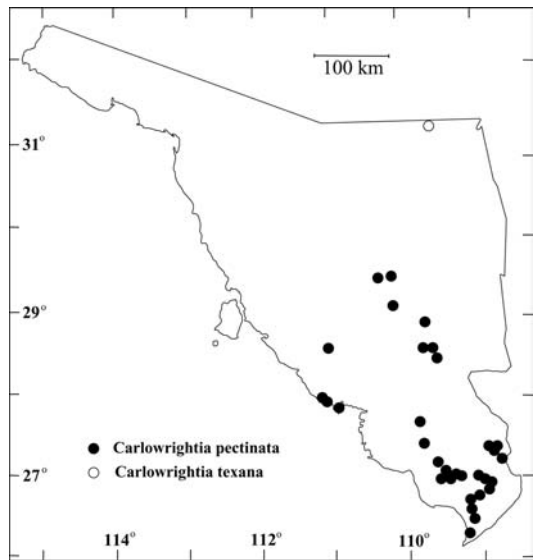 100 km
31°
29°
● Carlowrightia pectinata
○ Carlowrightia texana
27°
114° 112° 110°